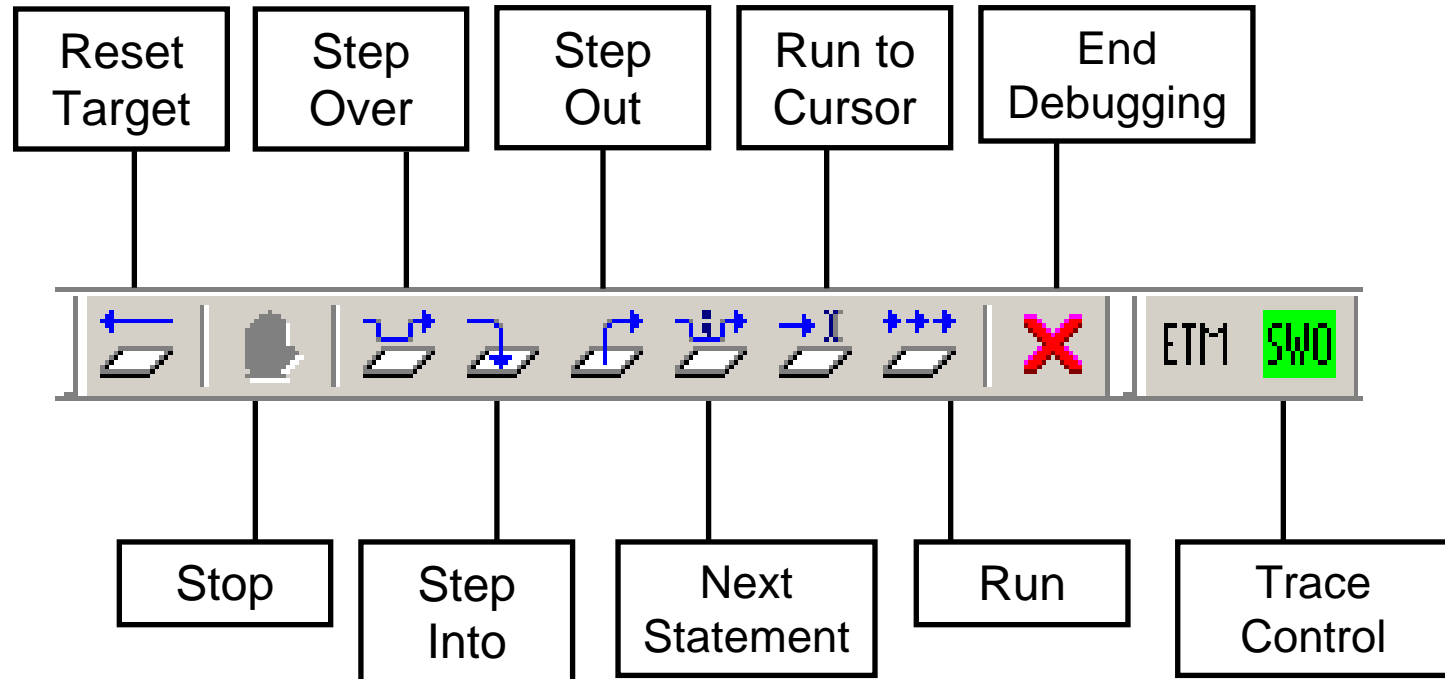 Reset
Target
Step
Over
Step
Out
Run to
Cursor
End
Debugging
ETM
SWO
Stop
Step
Into
Next
Statement
Run
Trace
Control